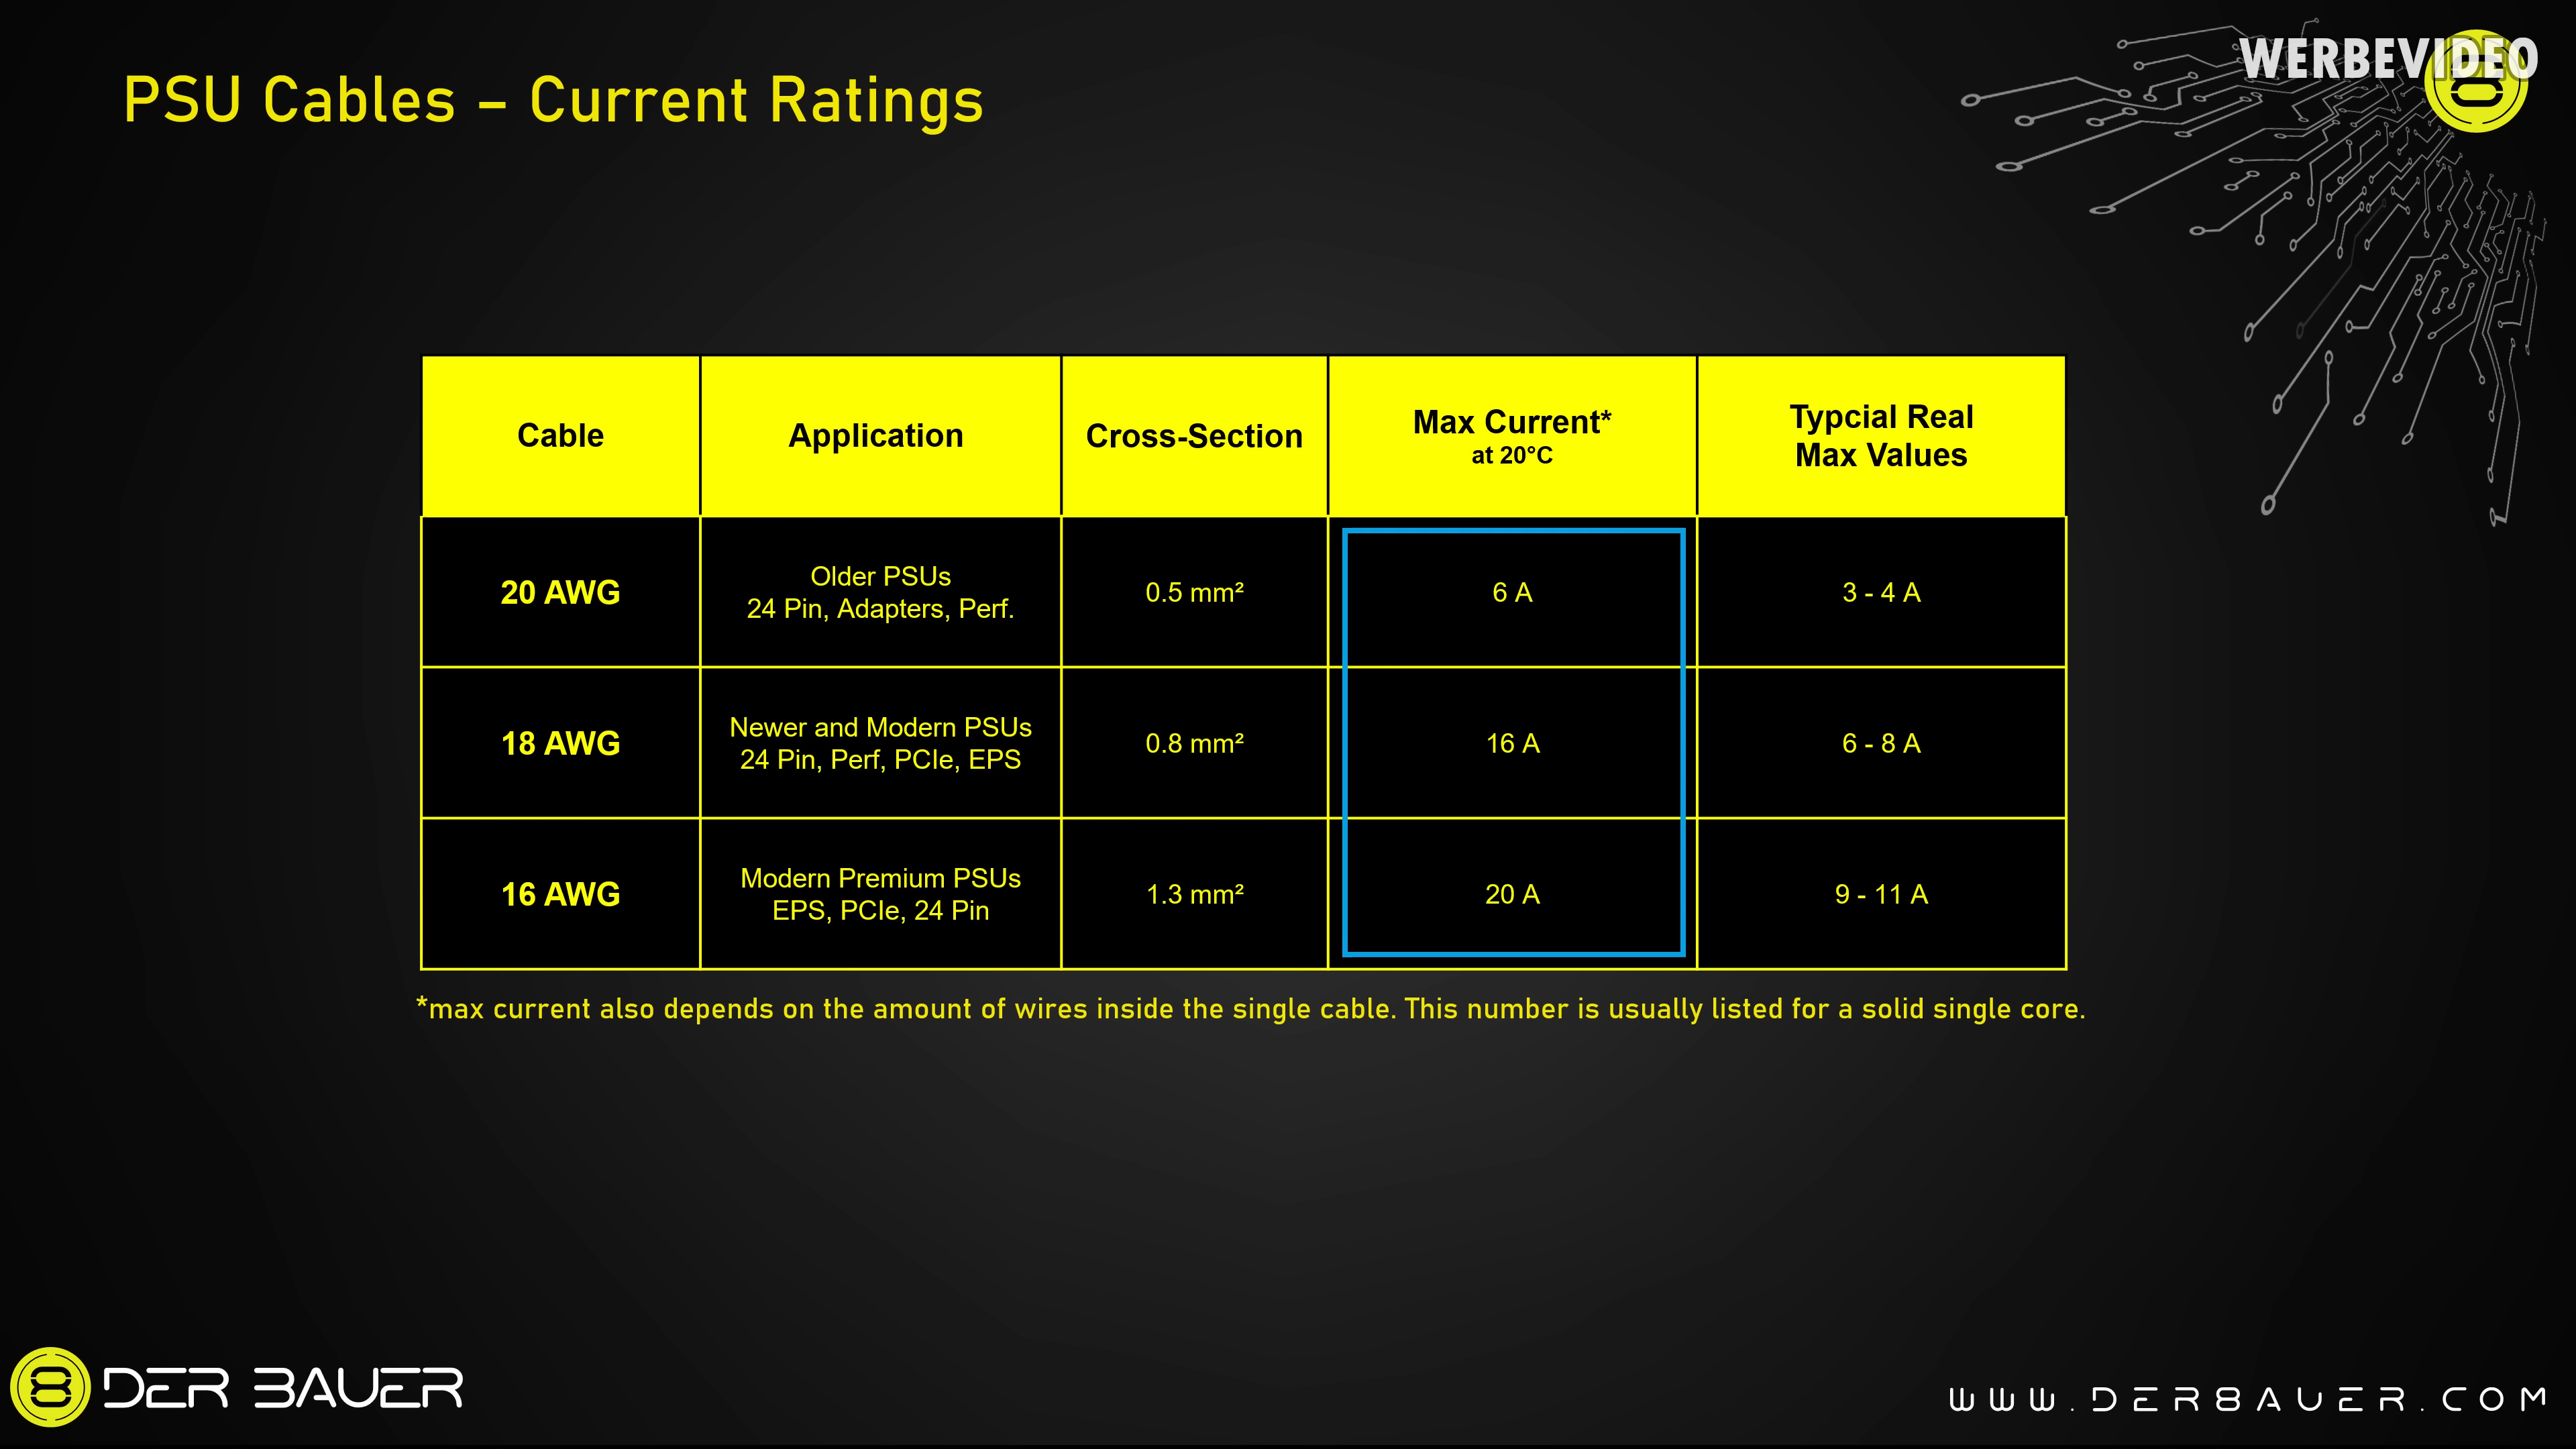 PSU Cables – Current Ratings
WERBEVIDEO
Cable
Application
Cross-Section
Max Current*
at 20°C
Typcial Real
Max Values
20 AWG
Older PSUs
24 Pin, Adapters, Perf.
0.5 mm²
6 A
3 - 4 A
18 AWG
Newer and Modern PSUs
24 Pin, Perf, PCIe, EPS
0.8 mm²
16 A
6 - 8 A
16 AWG
Modern Premium PSUs
EPS, PCIe, 24 Pin
1.3 mm²
20 A
9 - 11 A
*max current also depends on the amount of wires inside the single cable. This number is usually listed for a solid single core.
DER 8AUER
WWW.DER8AUER.COM